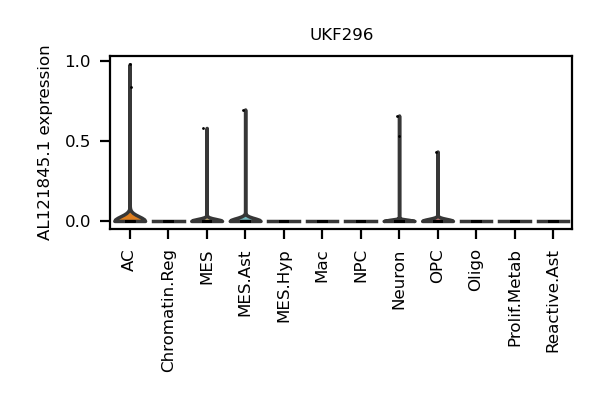 UKF296
AL121845.1 expression
1.0
0.5
0.0
AC
Chromatin.Reg
MES
MES.Ast
MES.Hyp
Mac
NPC
Neuron
OPC
Oligo
Prolif.Metab
Reactive.Ast